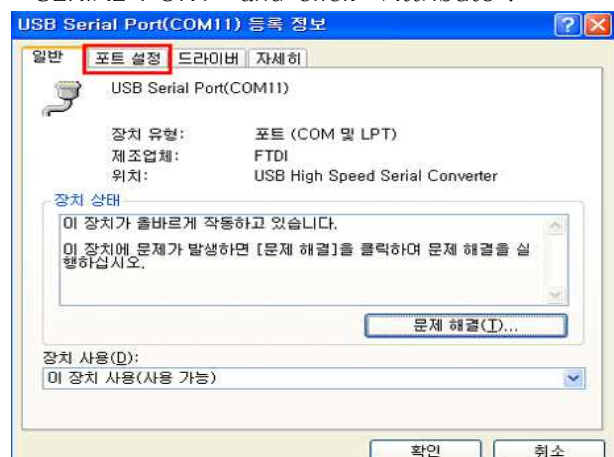 USB Serial Port(COM11) 등록 정보
일반 포트 설정 드라이버 자세히
USB Serial Port(COM11)
장치 유형: 포트 (COM 및 LPT)
제조업체: FTDI
위치: USB High Speed Serial Converter
장치 상태
이 장치가 올바르게 작동하고 있습니다.
이 장치에 문제가 발생하면 [문제 해결]을 클릭하여 문제 해결을 실
행하십시오.
문제 해결(T)...
장치 사용(D):
이 장치 사용(사용 가능)
확인 취소